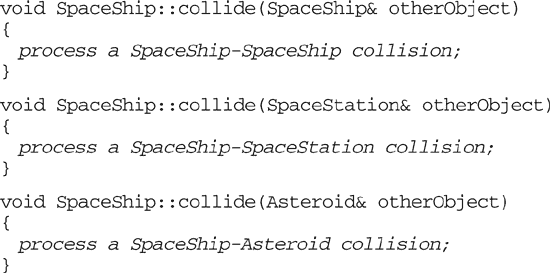 void SpaceShip::collide(SpaceShip& otherObject)
{
process a SpaceShip-SpaceShip collision;
}
void SpaceShip::collide(SpaceStation& otherObject)
{
process a SpaceShip-SpaceStation collision;
}
void SpaceShip::collide(Asteroid& otherObject)
{
process a SpaceShip-Asteroid collision;
}